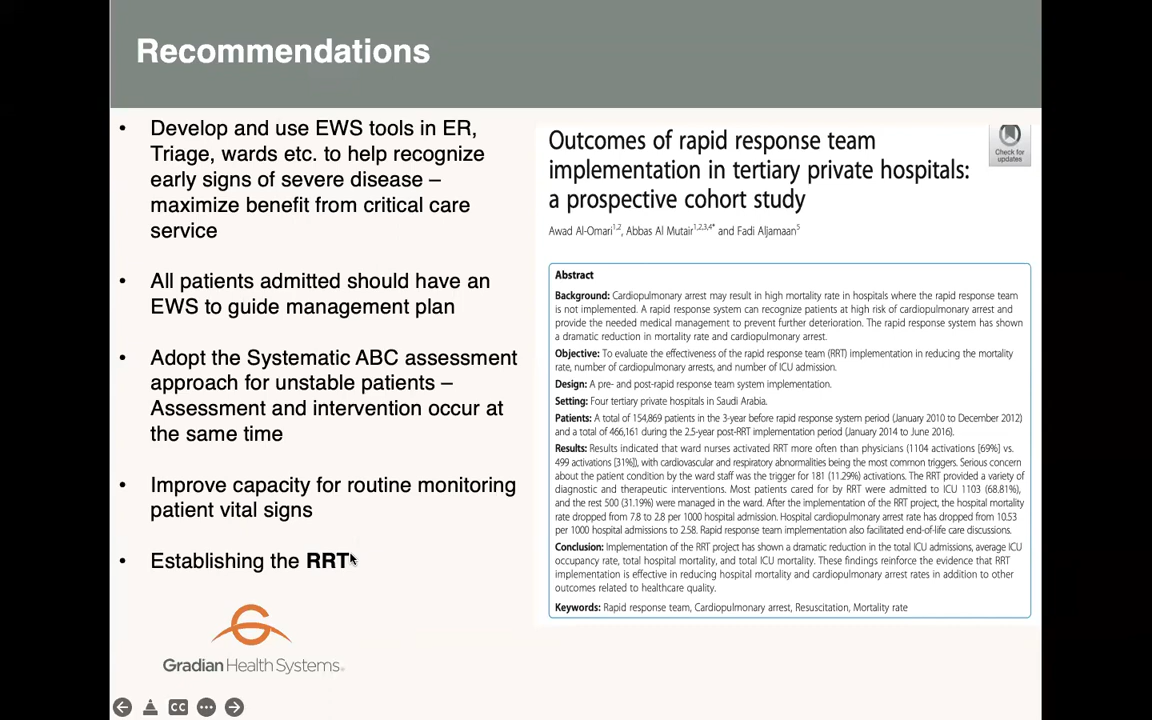 Recommendations
• Develop and use EWS tools in ER,
Triage, wards etc. to help recognize
early signs of severe disease –
maximize benefit from critical care
service
• All patients admitted should have an
EWS to guide management plan
• Adopt the Systematic ABC assessment
approach for unstable patients –
Assessment and intervention occur at
the same time
• Improve capacity for routine monitoring
patient vital signs
• Establishing the RRT
Gradian Health Systems
Outcomes of rapid response team
implementation in tertiary private hospitals:
a prospective cohort study
Check for
updates
Awad Al-Omari1,2, Abbas Al Mutair1,2,3,4* and Fadi Aljamaan5
Abstract
Background: Cardiopulmonary arrest may result in high mortality rate in hospitals where the rapid response team
is not implemented. A rapid response system can recognize patients at high risk of cardiopulmonary arrest and
provide the needed medical management to prevent further deterioration. The rapid response system has shown
a dramatic reduction in mortality rate and cardiopulmonary arrest.
Objective: To evaluate the effectiveness of the rapid response team (RRT) implementation in reducing the mortality
rate, number of cardiopulmonary arrests, and number of ICU admission.
Design: A pre- and post-rapid response team system implementation.
Setting: Four tertiary private hospitals in Saudi Arabia.
Patients: A total of 154,869 patients in the 3-year before rapid response system period (January 2010 to December 2012)
and a total of 466,161 during the 2.5-year post-RRT implementation period (January 2014 to June 2016).
Results: Results indicated that ward nurses activated RRT more often than physicians (1104 activations [69%] vs.
499 activations [31%]), with cardiovascular and respiratory abnormalities being the most common triggers. Serious concern
about the patient condition by the ward staff was the trigger for 181 (11.29%) activations. The RRT provided a variety of
diagnostic and therapeutic interventions. Most patients cared for by RRT were admitted to ICU 1103 (68.81%),
and the rest 500 (31.19%) were managed in the ward. After the implementation of the RRT project, the hospital mortality
rate dropped from 7.8 to 2.8 per 1000 hospital admission. Hospital cardiopulmonary arrest rate has dropped from 10.53
per 1000 hospital admissions to 2.58. Rapid response team implementation also facilitated end-of-life care discussions.
Conclusion: Implementation of the RRT project has shown a dramatic reduction in the total ICU admissions, average ICU
occupancy rate, total hospital mortality, and total ICU mortality. These findings reinforce the evidence that RRT
implementation is effective in reducing hospital mortality and cardiopulmonary arrest rates in addition to other
outcomes related to healthcare quality.
Keywords: Rapid response team, Cardiopulmonary arrest, Resuscitation, Mortality rate
CC